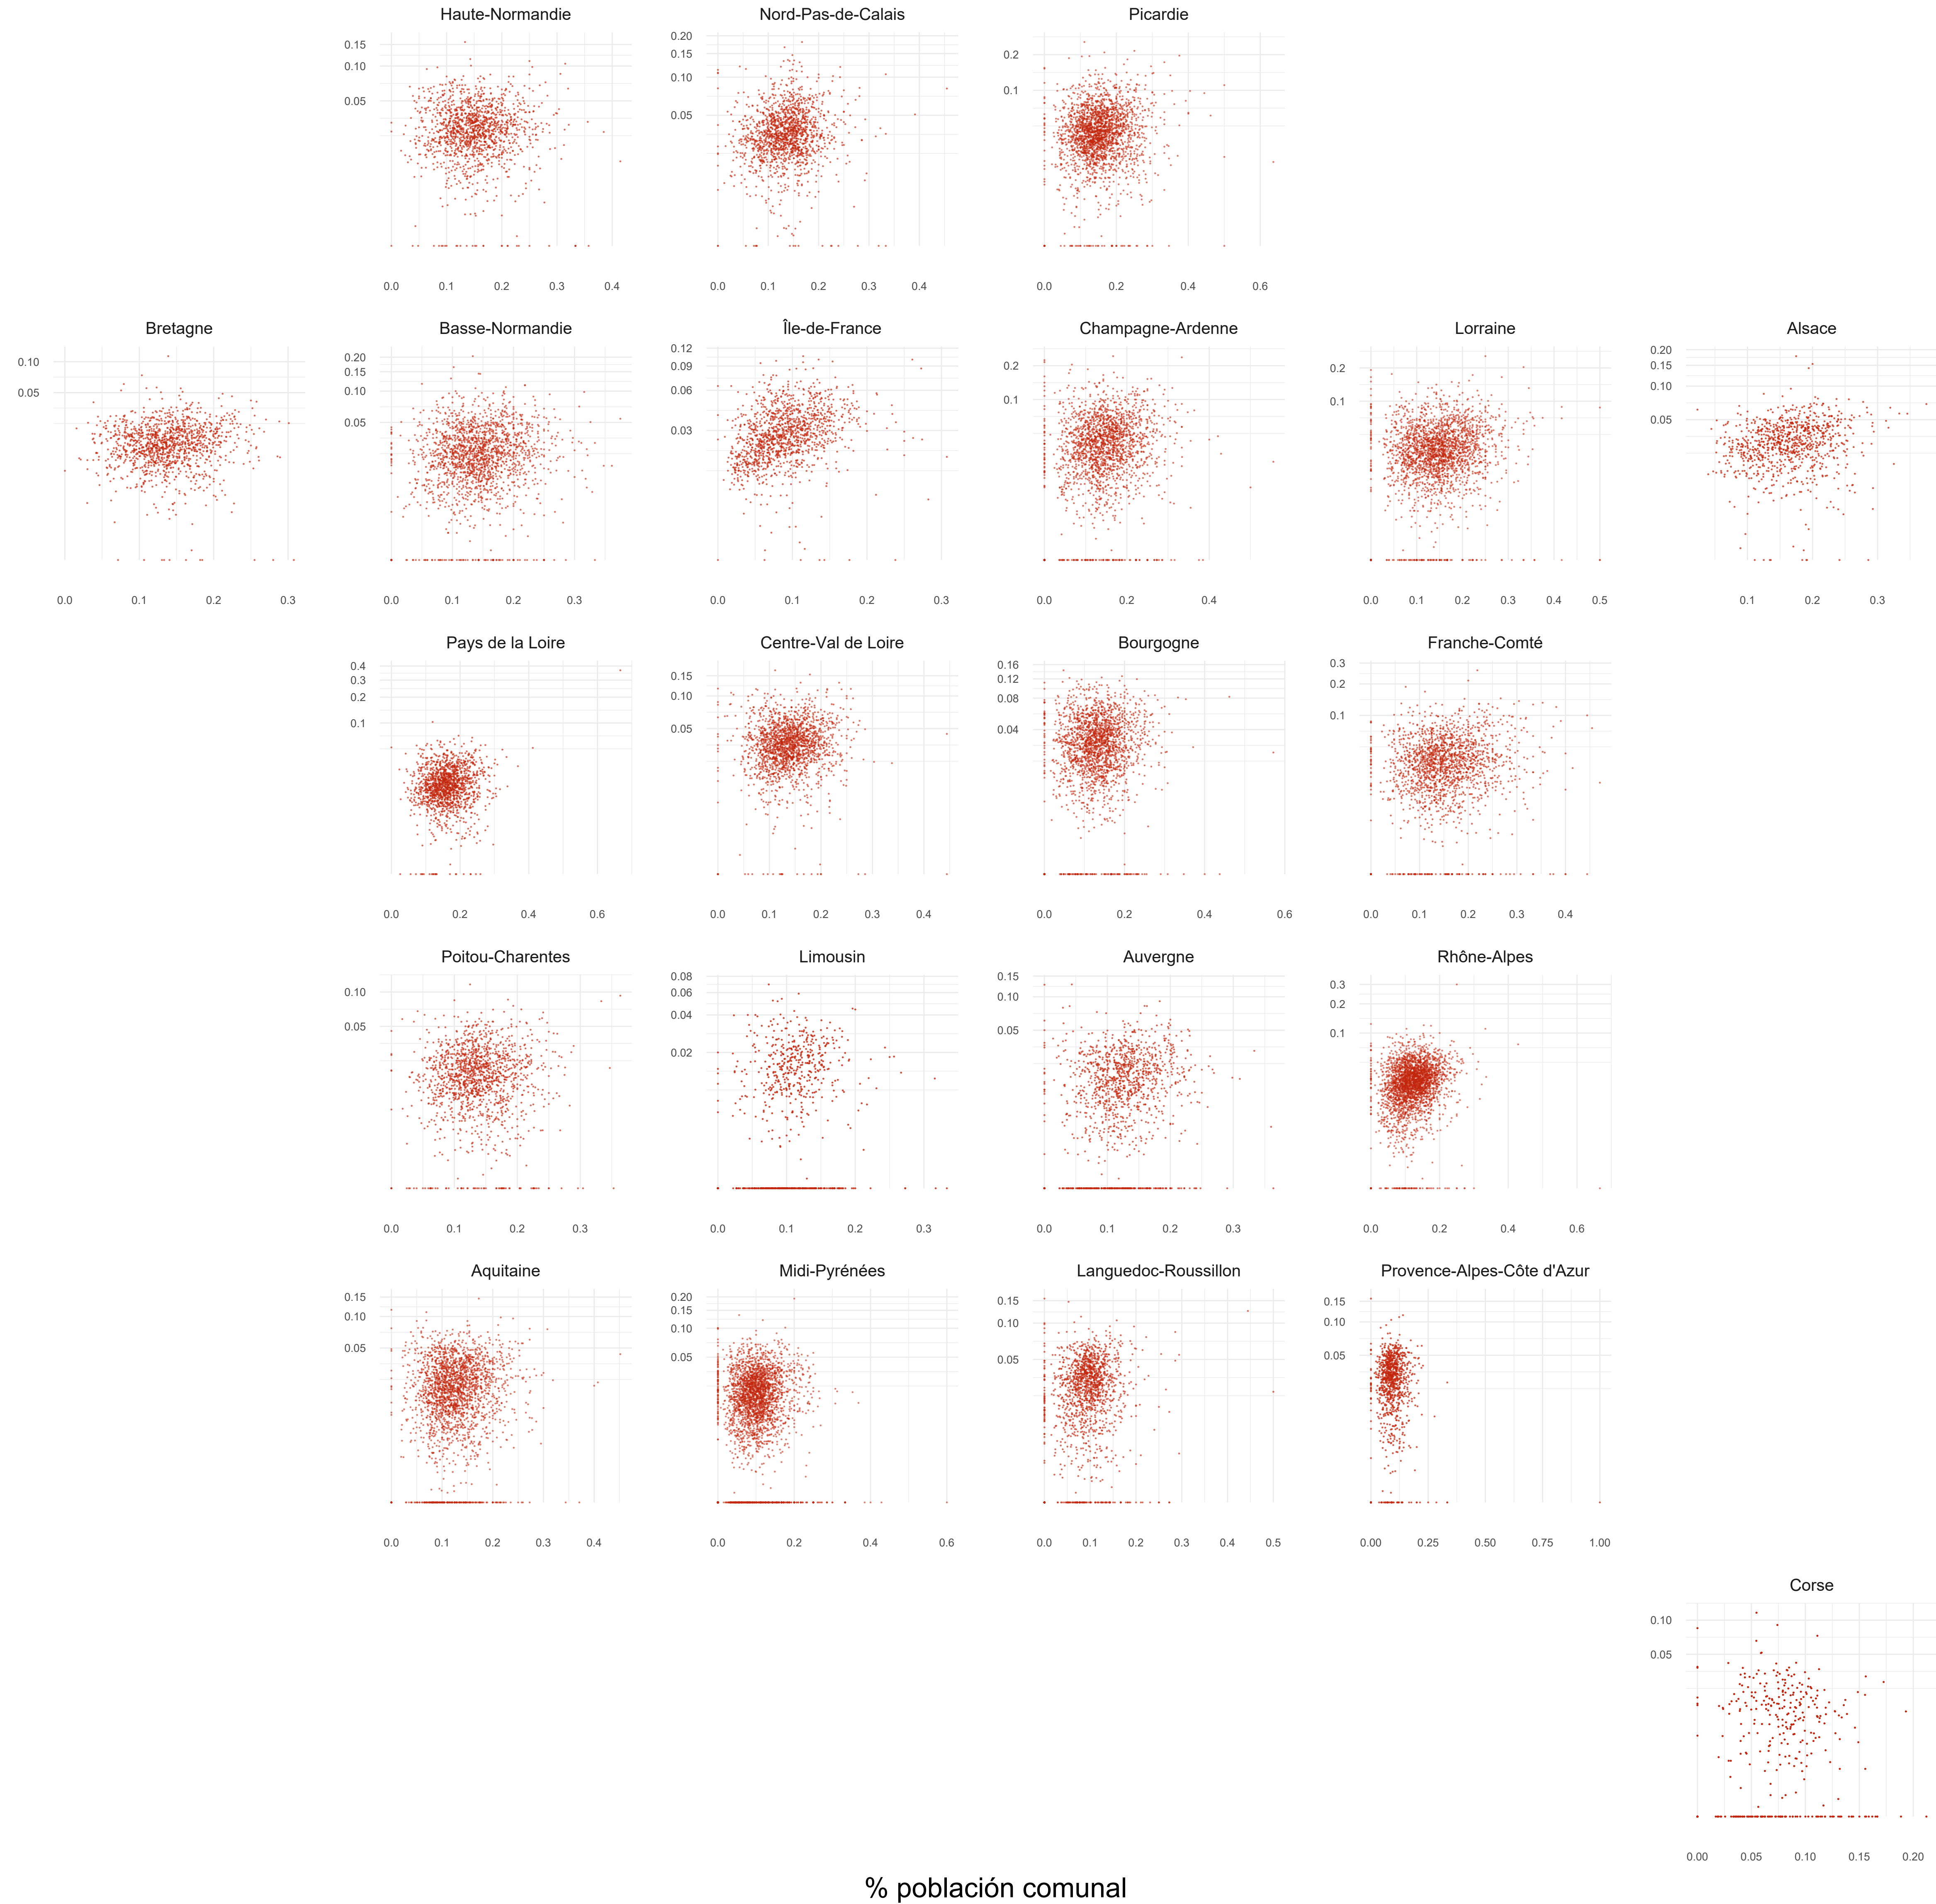 Haute-Normandie Nord-Pas-de-Calais Picardie
0.15 0.10 0.05
0.20 0.15 0.10 0.05
0.2 0.1
0.0 0.1 0.2 0.3 0.4
0.0 0.1 0.2 0.3 0.4
0.0 0.2 0.4 0.6
Bretagne Basse-Normandie Île-de-France Champagne-Ardenne Lorraine Alsace
0.10 0.05
0.20 0.15 0.10 0.05
0.12 0.09 0.06 0.03
0.2 0.1
0.2 0.1
0.20 0.15 0.10 0.05
0.0 0.1 0.2 0.3
0.0 0.1 0.2 0.3
0.0 0.1 0.2 0.3
0.0 0.2 0.4
0.0 0.1 0.2 0.3 0.4 0.5
0.1 0.2 0.3
Pays de la Loire Centre-Val de Loire Bourgogne Franche-Comté
0.4 0.3 0.2 0.1
0.15 0.10 0.05
0.16 0.12 0.08 0.04
0.3 0.2 0.1
0.0 0.2 0.4 0.6
0.0 0.1 0.2 0.3 0.4
0.0 0.2 0.4 0.6
0.0 0.1 0.2 0.3 0.4
Poitou-Charentes Limousin Auvergne Rhône-Alpes
0.10 0.05
0.08 0.06 0.04 0.02
0.15 0.10 0.05
0.3 0.2 0.1
0.0 0.1 0.2 0.3
0.0 0.1 0.2 0.3
0.0 0.1 0.2 0.3
0.0 0.2 0.4 0.6
Aquitaine Midi-Pyrénées Languedoc-Roussillon Provence-Alpes-Côte d'Azur
0.15 0.10 0.05
0.20 0.15 0.10 0.05
0.15 0.10 0.05
0.15 0.10 0.05
0.0 0.1 0.2 0.3 0.4
0.0 0.2 0.4 0.6
0.0 0.1 0.2 0.3 0.4 0.5
0.00 0.25 0.50 0.75 1.00
Corse
0.10 0.05
0.00 0.05 0.10 0.15 0.20
% población comunal